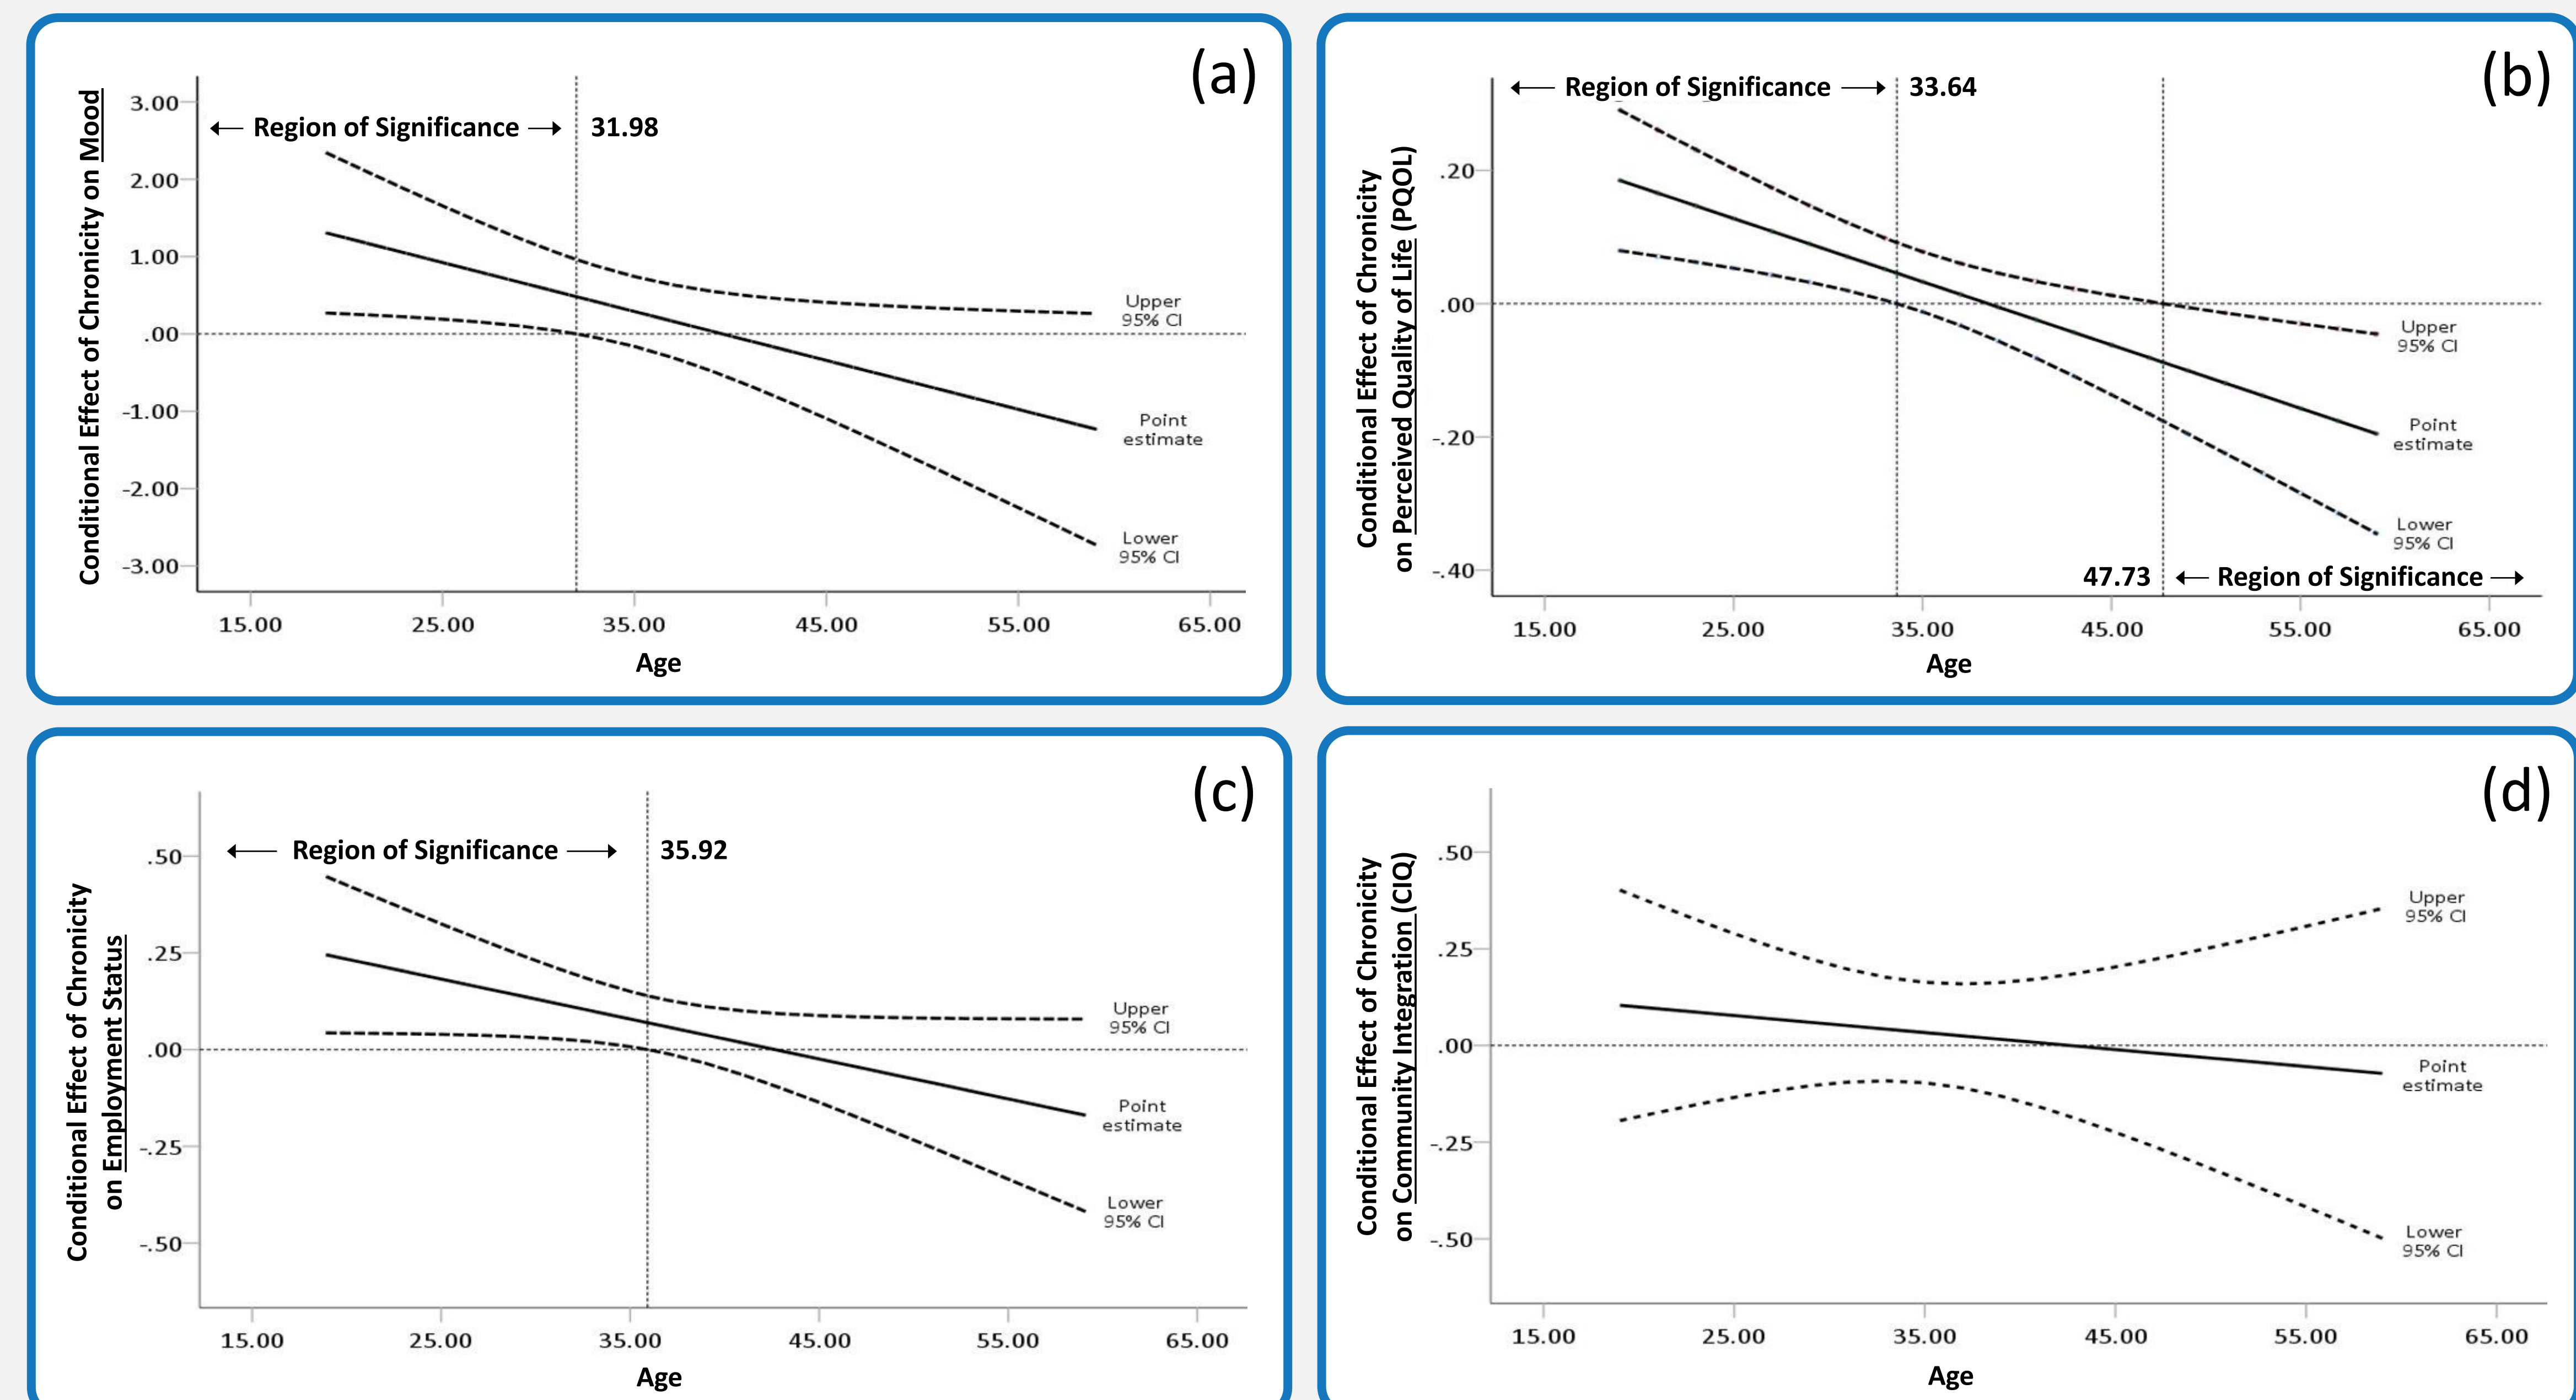 (a)
Conditional Effect of Chronicity on Mood
← Region of Significance →
31.98
3.00
2.00
1.00
.00
-1.00
-2.00
-3.00
Upper
95% CI
Point
estimate
Lower
95% CI
15.00 25.00 35.00 45.00 55.00 65.00
Age
(b)
Conditional Effect of Chronicity
on Perceived Quality of Life (PQOL)
← Region of Significance →
33.64
.20
.00
-.20
-.40
Upper
95% CI
Point
estimate
Lower
95% CI
47.73
← Region of Significance →
15.00 25.00 35.00 45.00 55.00 65.00
Age
(c)
Conditional Effect of Chronicity
on Employment Status
← Region of Significance →
35.92
.50
.25
.00
-.25
-.50
Upper
95% CI
Point
estimate
Lower
95% CI
15.00 25.00 35.00 45.00 55.00 65.00
Age
(d)
Conditional Effect of Chronicity
on Community Integration (CIQ)
.50
.25
.00
-.25
-.50
Upper
95% CI
Point
estimate
Lower
95% CI
15.00 25.00 35.00 45.00 55.00 65.00
Age